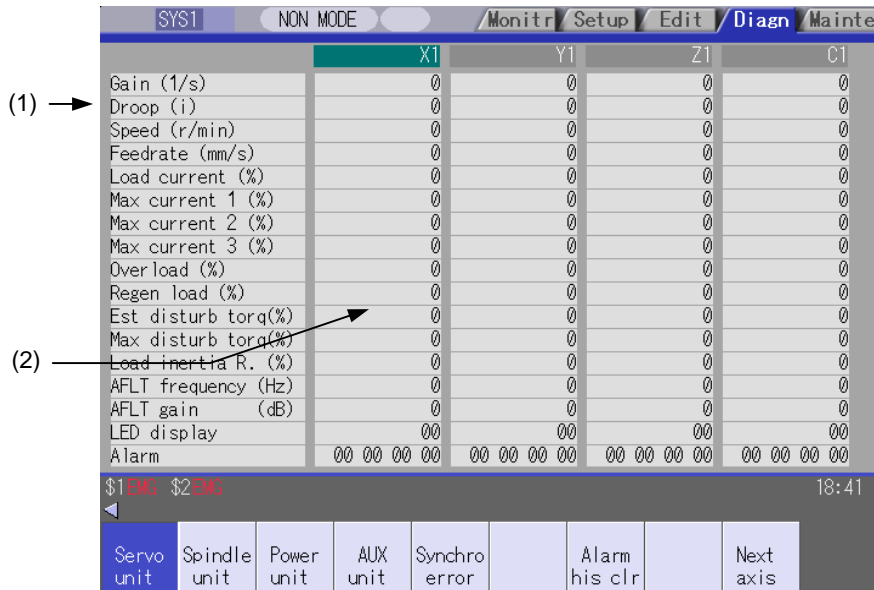 SYS1 NON MODE Monitr Setup Edit Diagn Mainte
X1 Y1 Z1 C1
Gain (1/s) 0 0 0 0
(1) Droop (i) 0 0 0 0
Speed (r/min) 0 0 0 0
Feedrate (mm/s) 0 0 0 0
Load current (%) 0 0 0 0
Max current 1 (%) 0 0 0 0
Max current 2 (%) 0 0 0 0
Max current 3 (%) 0 0 0 0
Overload (%) 0 0 0 0
Regen load (%) 0 0 0 0
Est disturb torq(%) 0 0 0 0
Max disturb torq(%) 0 0 0 0
(2) Load inertia R. (%) 0 0 0 0
AFLT frequency (Hz) 0 0 0 0
AFLT gain (dB) 0 0 0 0
LED display 00 00 00 00
Alarm 00 00 00 00 00 00 00 00 00 00 00 00 00 00 00 00
$1 EMG $2 EMG 18:41
Servo unit Spindle unit Power unit AUX unit Synchro error Alarm his clr Next axis